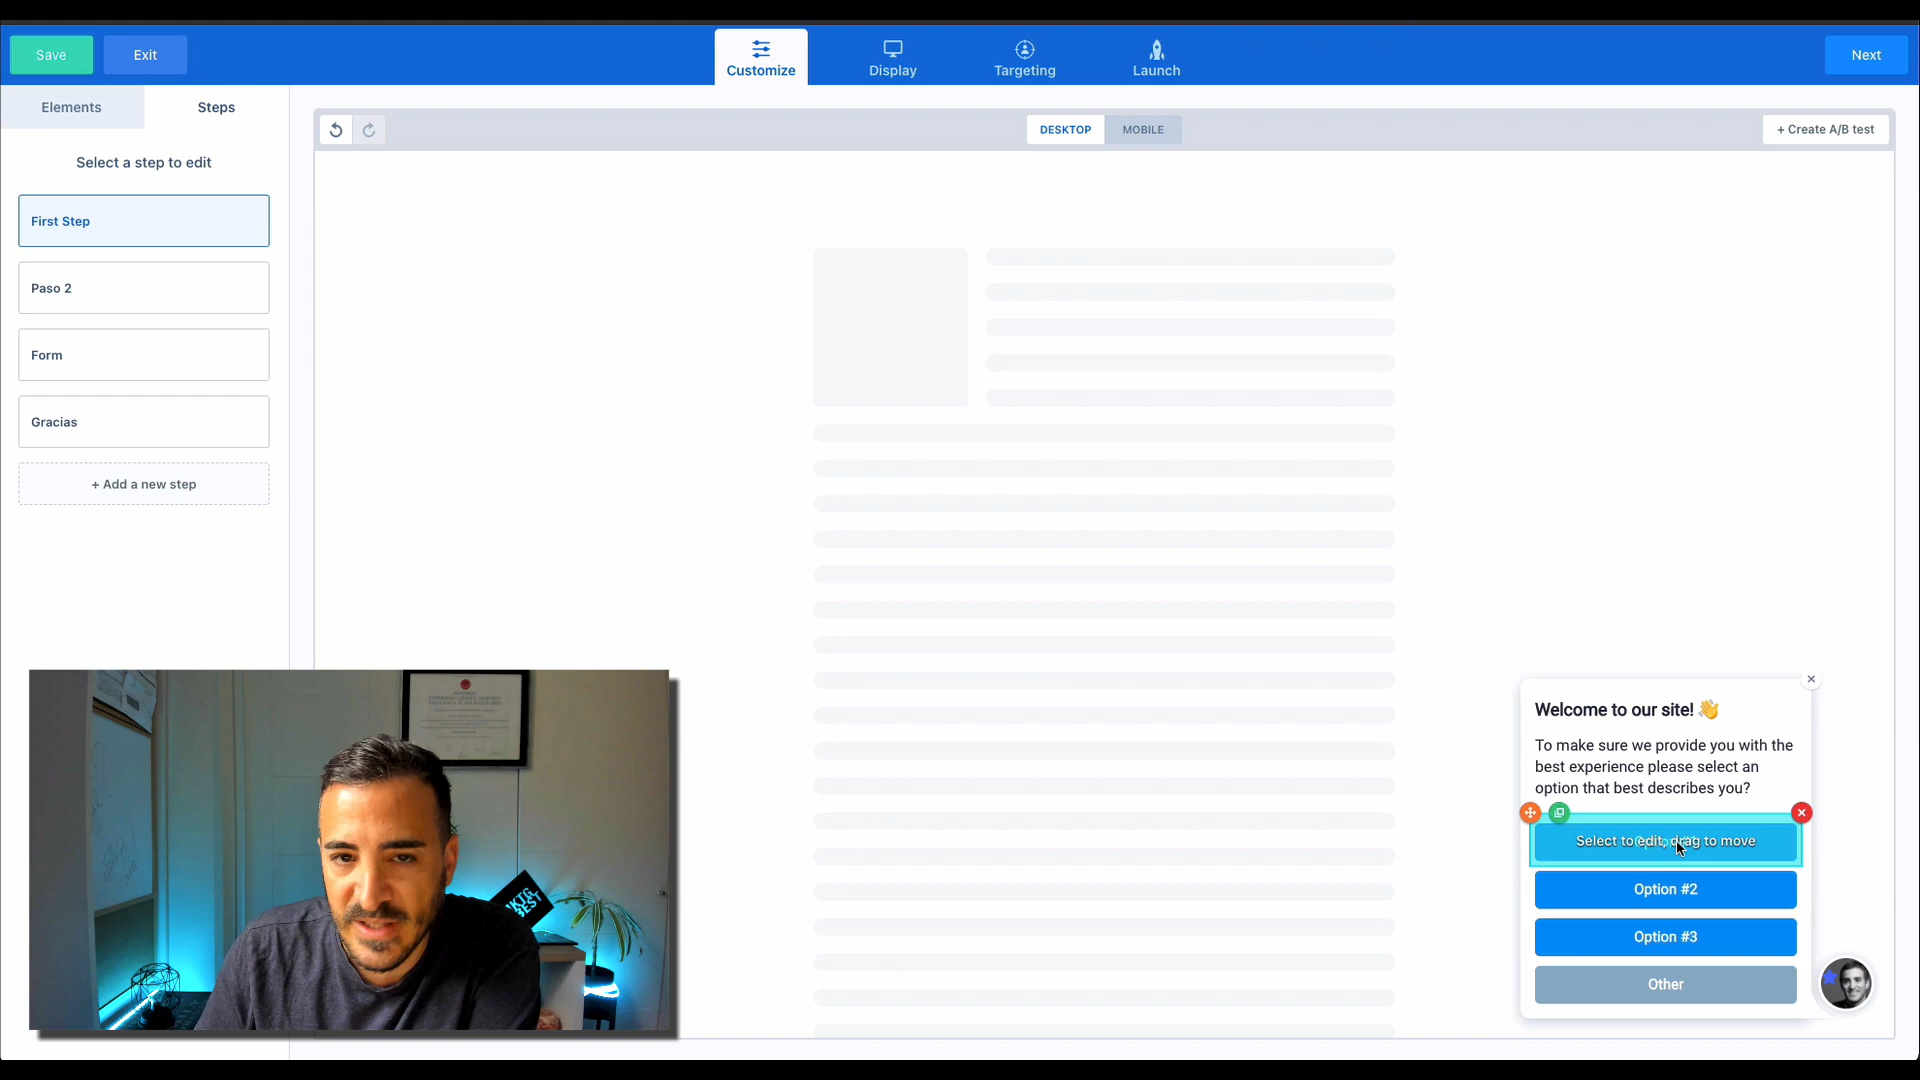 Save
Exit
Customize
Display
Targeting
Launch
Next
Elements
Steps
DESKTOP
MOBILE
+ Create A/B test
Select a step to edit
First Step
Paso 2
Form
Gracias
+ Add a new step
Welcome to our site! 👋
To make sure we provide you with the
best experience please select an
option that best describes you?
Select to edit, drag to move
Option #2
Option #3
Other